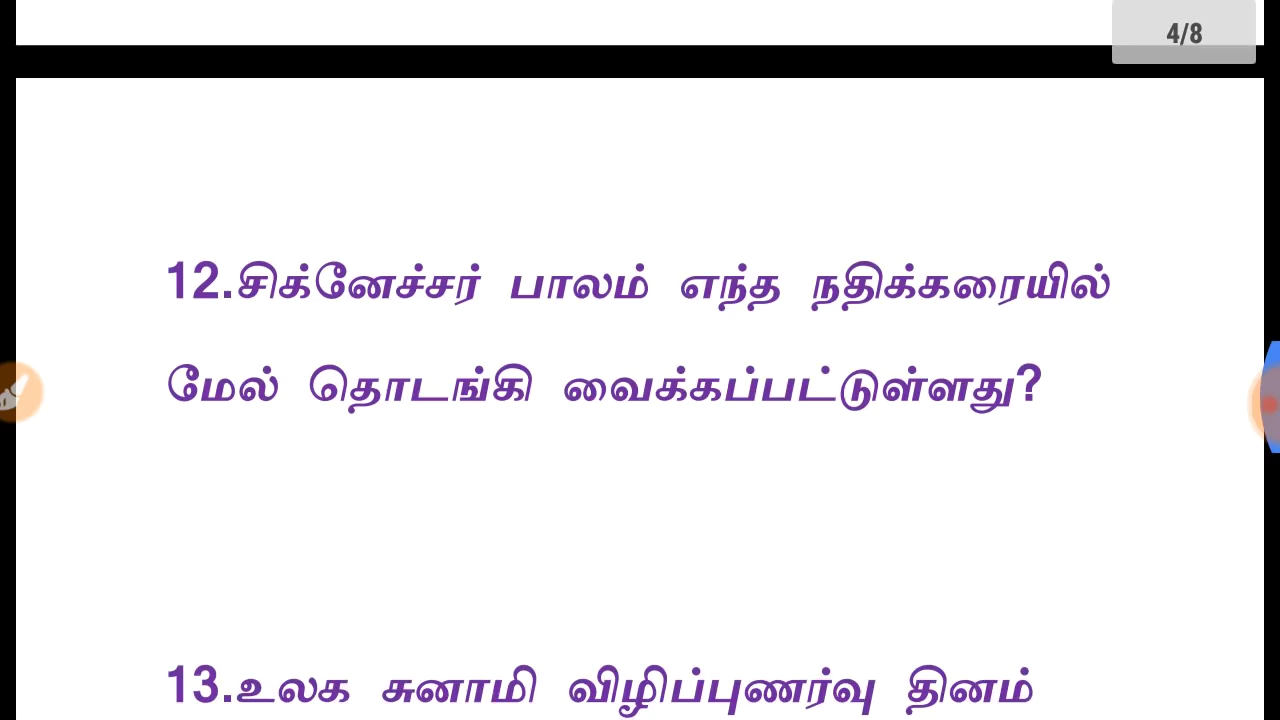 4/8
12.சிக்னேச்சர் பாலம் எந்த நதிக்கரையில்
மேல் தொடங்கி வைக்கப்பட்டுள்ளது?
13.உலக சுனாமி விழிப்புணர்வு தினம்